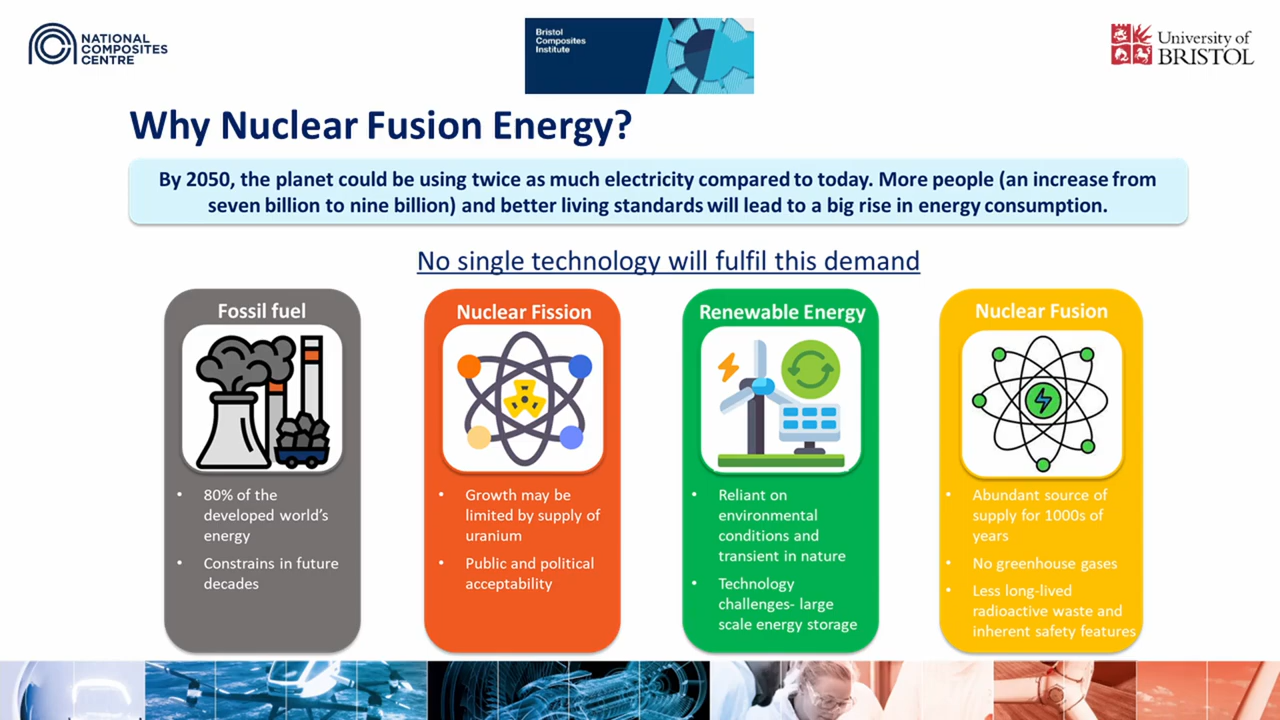 NATIONAL
COMPOSITES
CENTRE
Bristol
Composites
Institute
University of
BRISTOL
Why Nuclear Fusion Energy?
By 2050, the planet could be using twice as much electricity compared to today. More people (an increase from
seven billion to nine billion) and better living standards will lead to a big rise in energy consumption.
No single technology will fulfil this demand
Fossil fuel
• 80% of the
developed world's
energy
• Constrains in future
decades
Nuclear Fission
• Growth may be
limited by supply of
uranium
• Public and political
acceptability
Renewable Energy
• Reliant on
environmental
conditions and
transient in nature
• Technology
challenges- large
scale energy storage
Nuclear Fusion
• Abundant source of
supply for 1000s of
years
• No greenhouse gases
• Less long-lived
radioactive waste and
inherent safety features